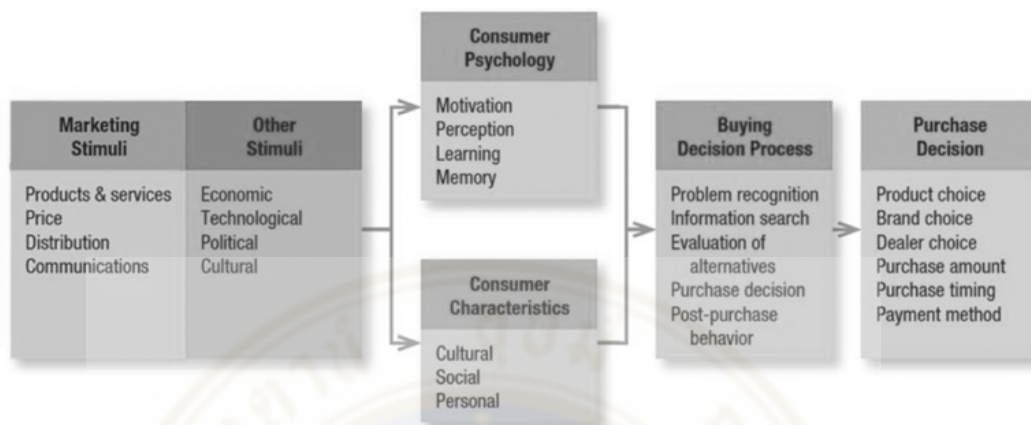 Marketing
Stimuli
Products & services
Price
Distribution
Communications
Other
Stimuli
Economic
Technological
Political
Cultural
Consumer
Psychology
Motivation
Perception
Learning
Memory
Consumer
Characteristics
Cultural
Social
Personal
Buying
Decision Process
Problem recognition
Information search
Evaluation of
alternatives
Purchase decision
Post-purchase
behavior
Purchase
Decision
Product choice
Brand choice
Dealer choice
Purchase amount
Purchase timing
Payment method